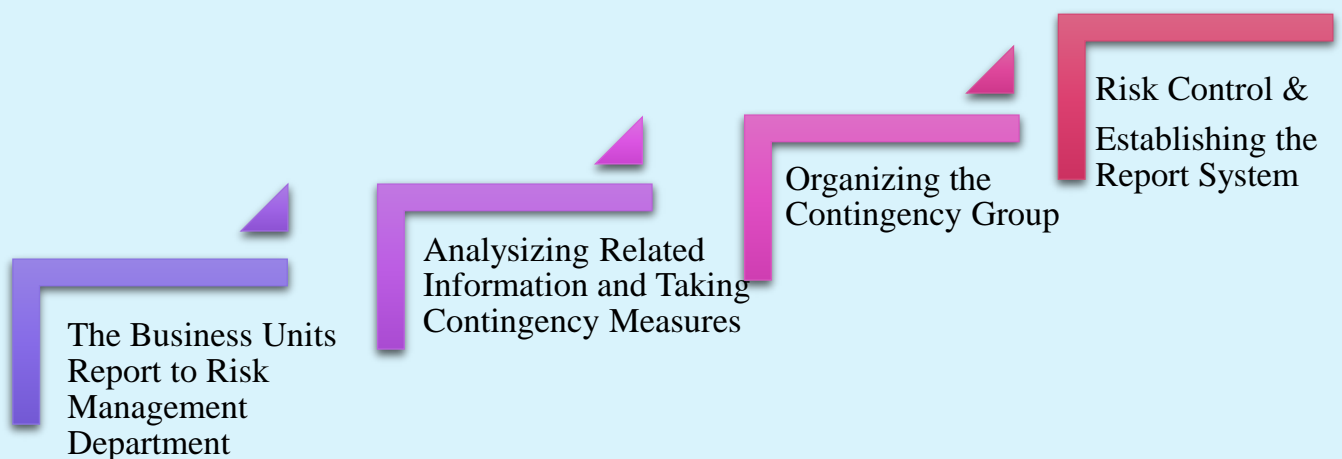 The Business Units
Report to Risk
Management
Department
Analysizing Related
Information and Taking
Contingency Measures
Organizing the
Contingency Group
Risk Control &
Establishing the
Report System